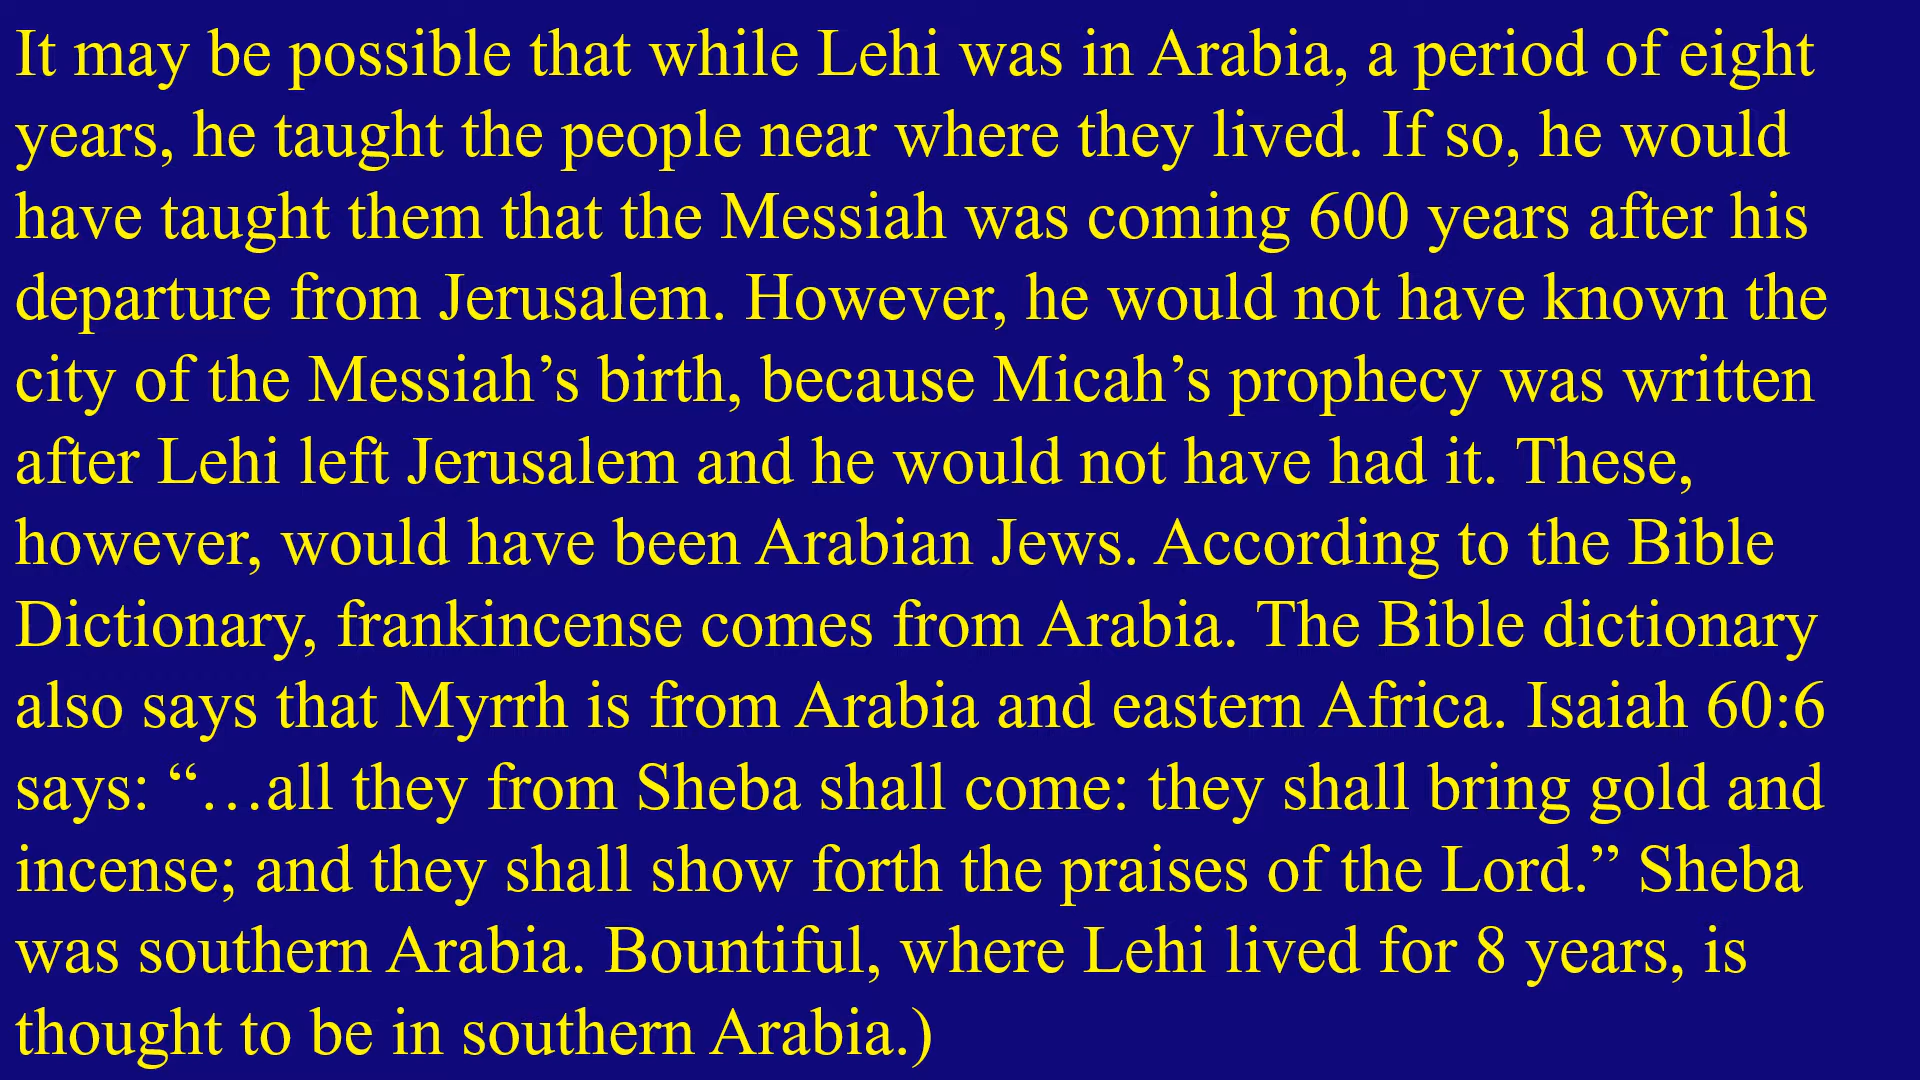 It may be possible that while Lehi was in Arabia, a period of eight
years, he taught the people near where they lived. If so, he would
have taught them that the Messiah was coming 600 years after his
departure from Jerusalem. However, he would not have known the
city of the Messiah’s birth, because Micah’s prophecy was written
after Lehi left Jerusalem and he would not have had it. These,
however, would have been Arabian Jews. According to the Bible
Dictionary, frankincense comes from Arabia. The Bible dictionary
also says that Myrrh is from Arabia and eastern Africa. Isaiah 60:6
says: “…all they from Sheba shall come: they shall bring gold and
incense; and they shall show forth the praises of the Lord.” Sheba
was southern Arabia. Bountiful, where Lehi lived for 8 years, is
thought to be in southern Arabia.)